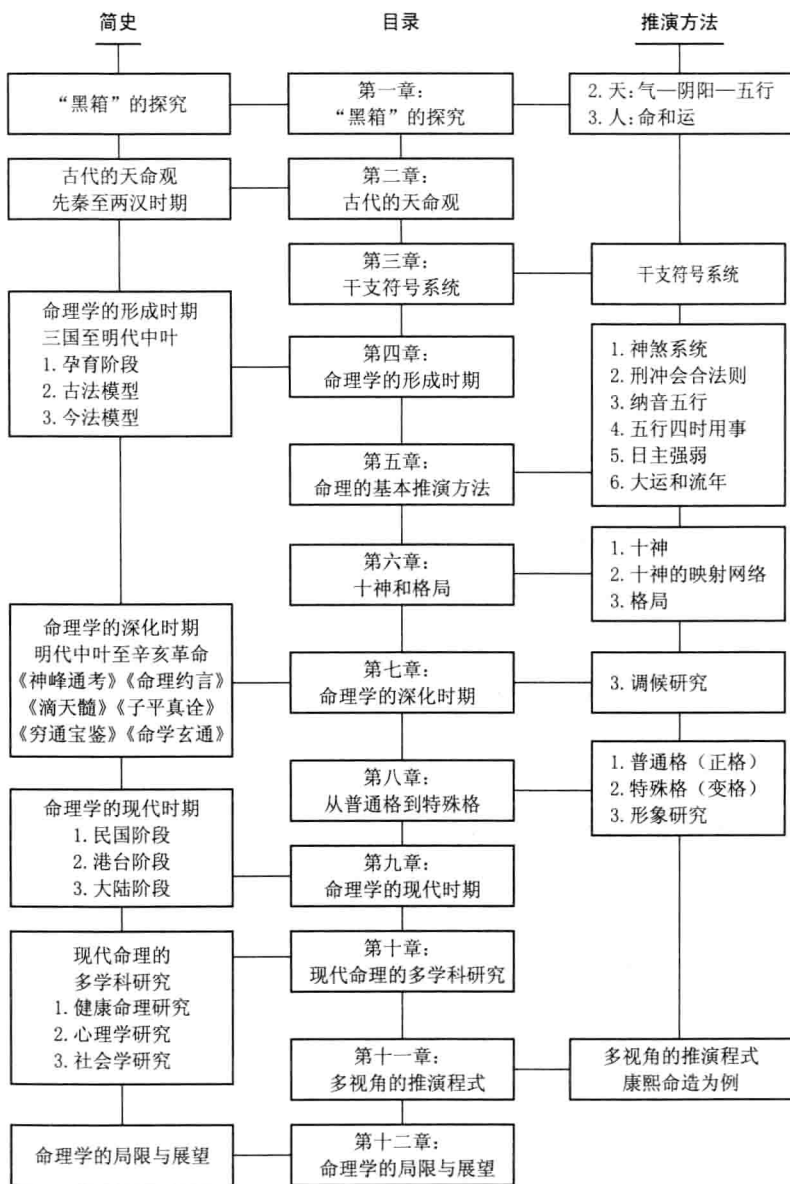 简史
目录
推演方法
“黑箱”的探究
第一章：
“黑箱”的探究
2. 天：气—阴阳—五行
3. 人：命和运
古代的天命观
先秦至两汉时期
第二章：
古代的天命观
第三章：
干支符号系统
干支符号系统
命理学的形成时期
三国至明代中叶
1. 孕育阶段
2. 古法模型
3. 今法模型
第四章：
命理学的形成时期
1. 神煞系统
2. 刑冲会合法则
3. 纳音五行
4. 五行四时用事
5. 日主强弱
6. 大运和流年
第五章：
命理的基本推演方法
第六章：
十神和格局
1. 十神
2. 十神的映射网络
3. 格局
命理学的深化时期
明代中叶至辛亥革命
《神峰通考》《命理约言》
《滴天髓》《子平真诠》
《穷通宝鉴》《命学玄通》
第七章：
命理学的深化时期
3. 调候研究
第八章：
从普通格到特殊格
1. 普通格（正格）
2. 特殊格（变格）
3. 形象研究
命理学的现代时期
1. 民国阶段
2. 港台阶段
3. 大陆阶段
第九章：
命理学的现代时期
现代命理的
多学科研究
1. 健康命理研究
2. 心理学研究
3. 社会学研究
第十章：
现代命理的多学科研究
第十一章：
多视角的推演程式
多视角的推演程式
康熙命造为例
命理学的局限与展望
第十二章：
命理学的局限与展望